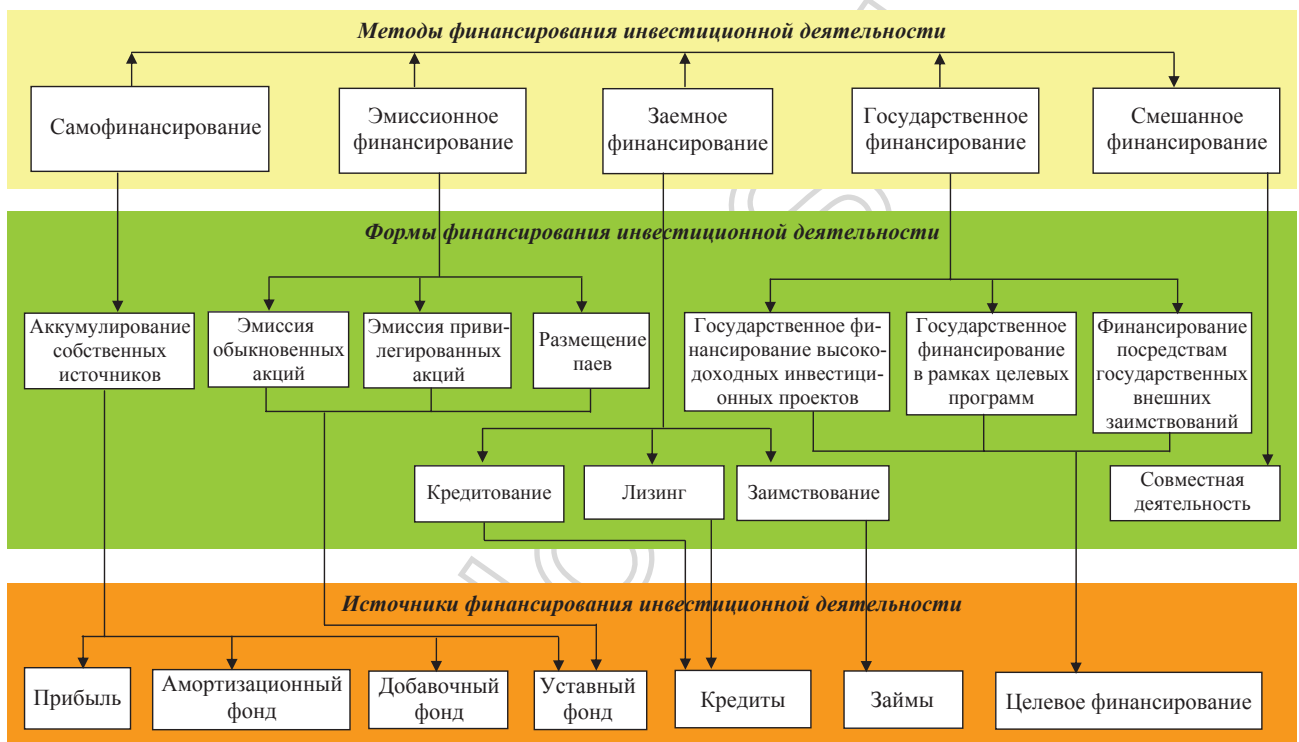 Методы финансирования инвестиционной деятельности
Самофинансирование
Эмиссионное
финансирование
Заемное
финансирование
Государственное
финансирование
Смешанное
финансирование
Формы финансирования инвестиционной деятельности
Аккумулирование
собственных
источников
Эмиссия
обыкновенных
акций
Эмиссия приви-
легированных
акций
Размещение
паев
Государственное фи-
нансирование высоко-
доходных инвестици-
онных проектов
Государственное
финансирование
в рамках целевых
программ
Финансирование
посредствам
государственных
внешних
заимствований
Кредитование
Лизинг
Заимствование
Совместная
деятельность
Источники финансирования инвестиционной деятельности
Прибыль
Амортизационный
фонд
Добавочный
фонд
Уставный
фонд
Кредиты
Займы
Целевое финансирование